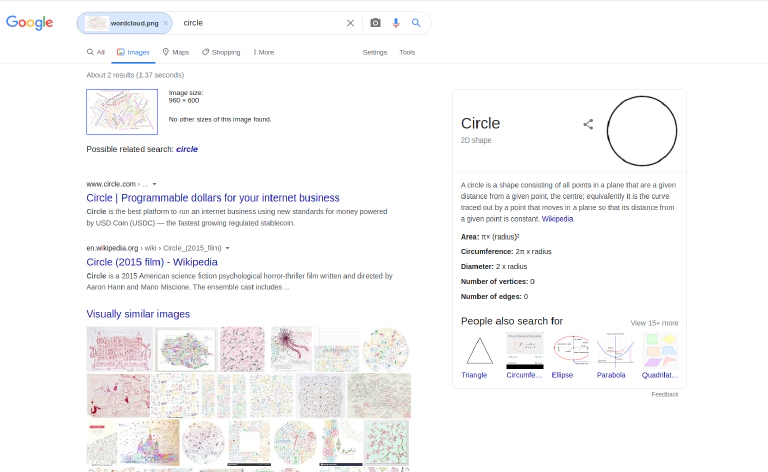 Google
wordcloud.png × circle
All Images Maps Shopping More Settings Tools
About 2 results (1.37 seconds)
Image size:
960 × 600
No other sizes of this image found.
Possible related search: circle
www.circle.com › ...
Circle | Programmable dollars for your internet business
Circle is the best platform to run an internet business using new standards for money powered
by USD Coin (USDC) — the fastest growing regulated stablecoin.
en.wikipedia.org › wiki › Circle_(2015_film)
Circle (2015 film) - Wikipedia
Circle is a 2015 American science fiction psychological horror-thriller film written and directed by
Aaron Hann and Mario Miscione. The ensemble cast includes ...
Visually similar images
Circle
2D shape
A circle is a shape consisting of all points in a plane that are a given
distance from a given point, the centre; equivalently it is the curve
traced out by a point that moves in a plane so that its distance from
a given point is constant. Wikipedia
Area: π× (radius)²
Circumference: 2π x radius
Diameter: 2 x radius
Number of vertices: 0
Number of edges: 0
People also search for
View 15+ more
Triangle Circumfe... Ellipse Parabola Quadrilat...
Feedback